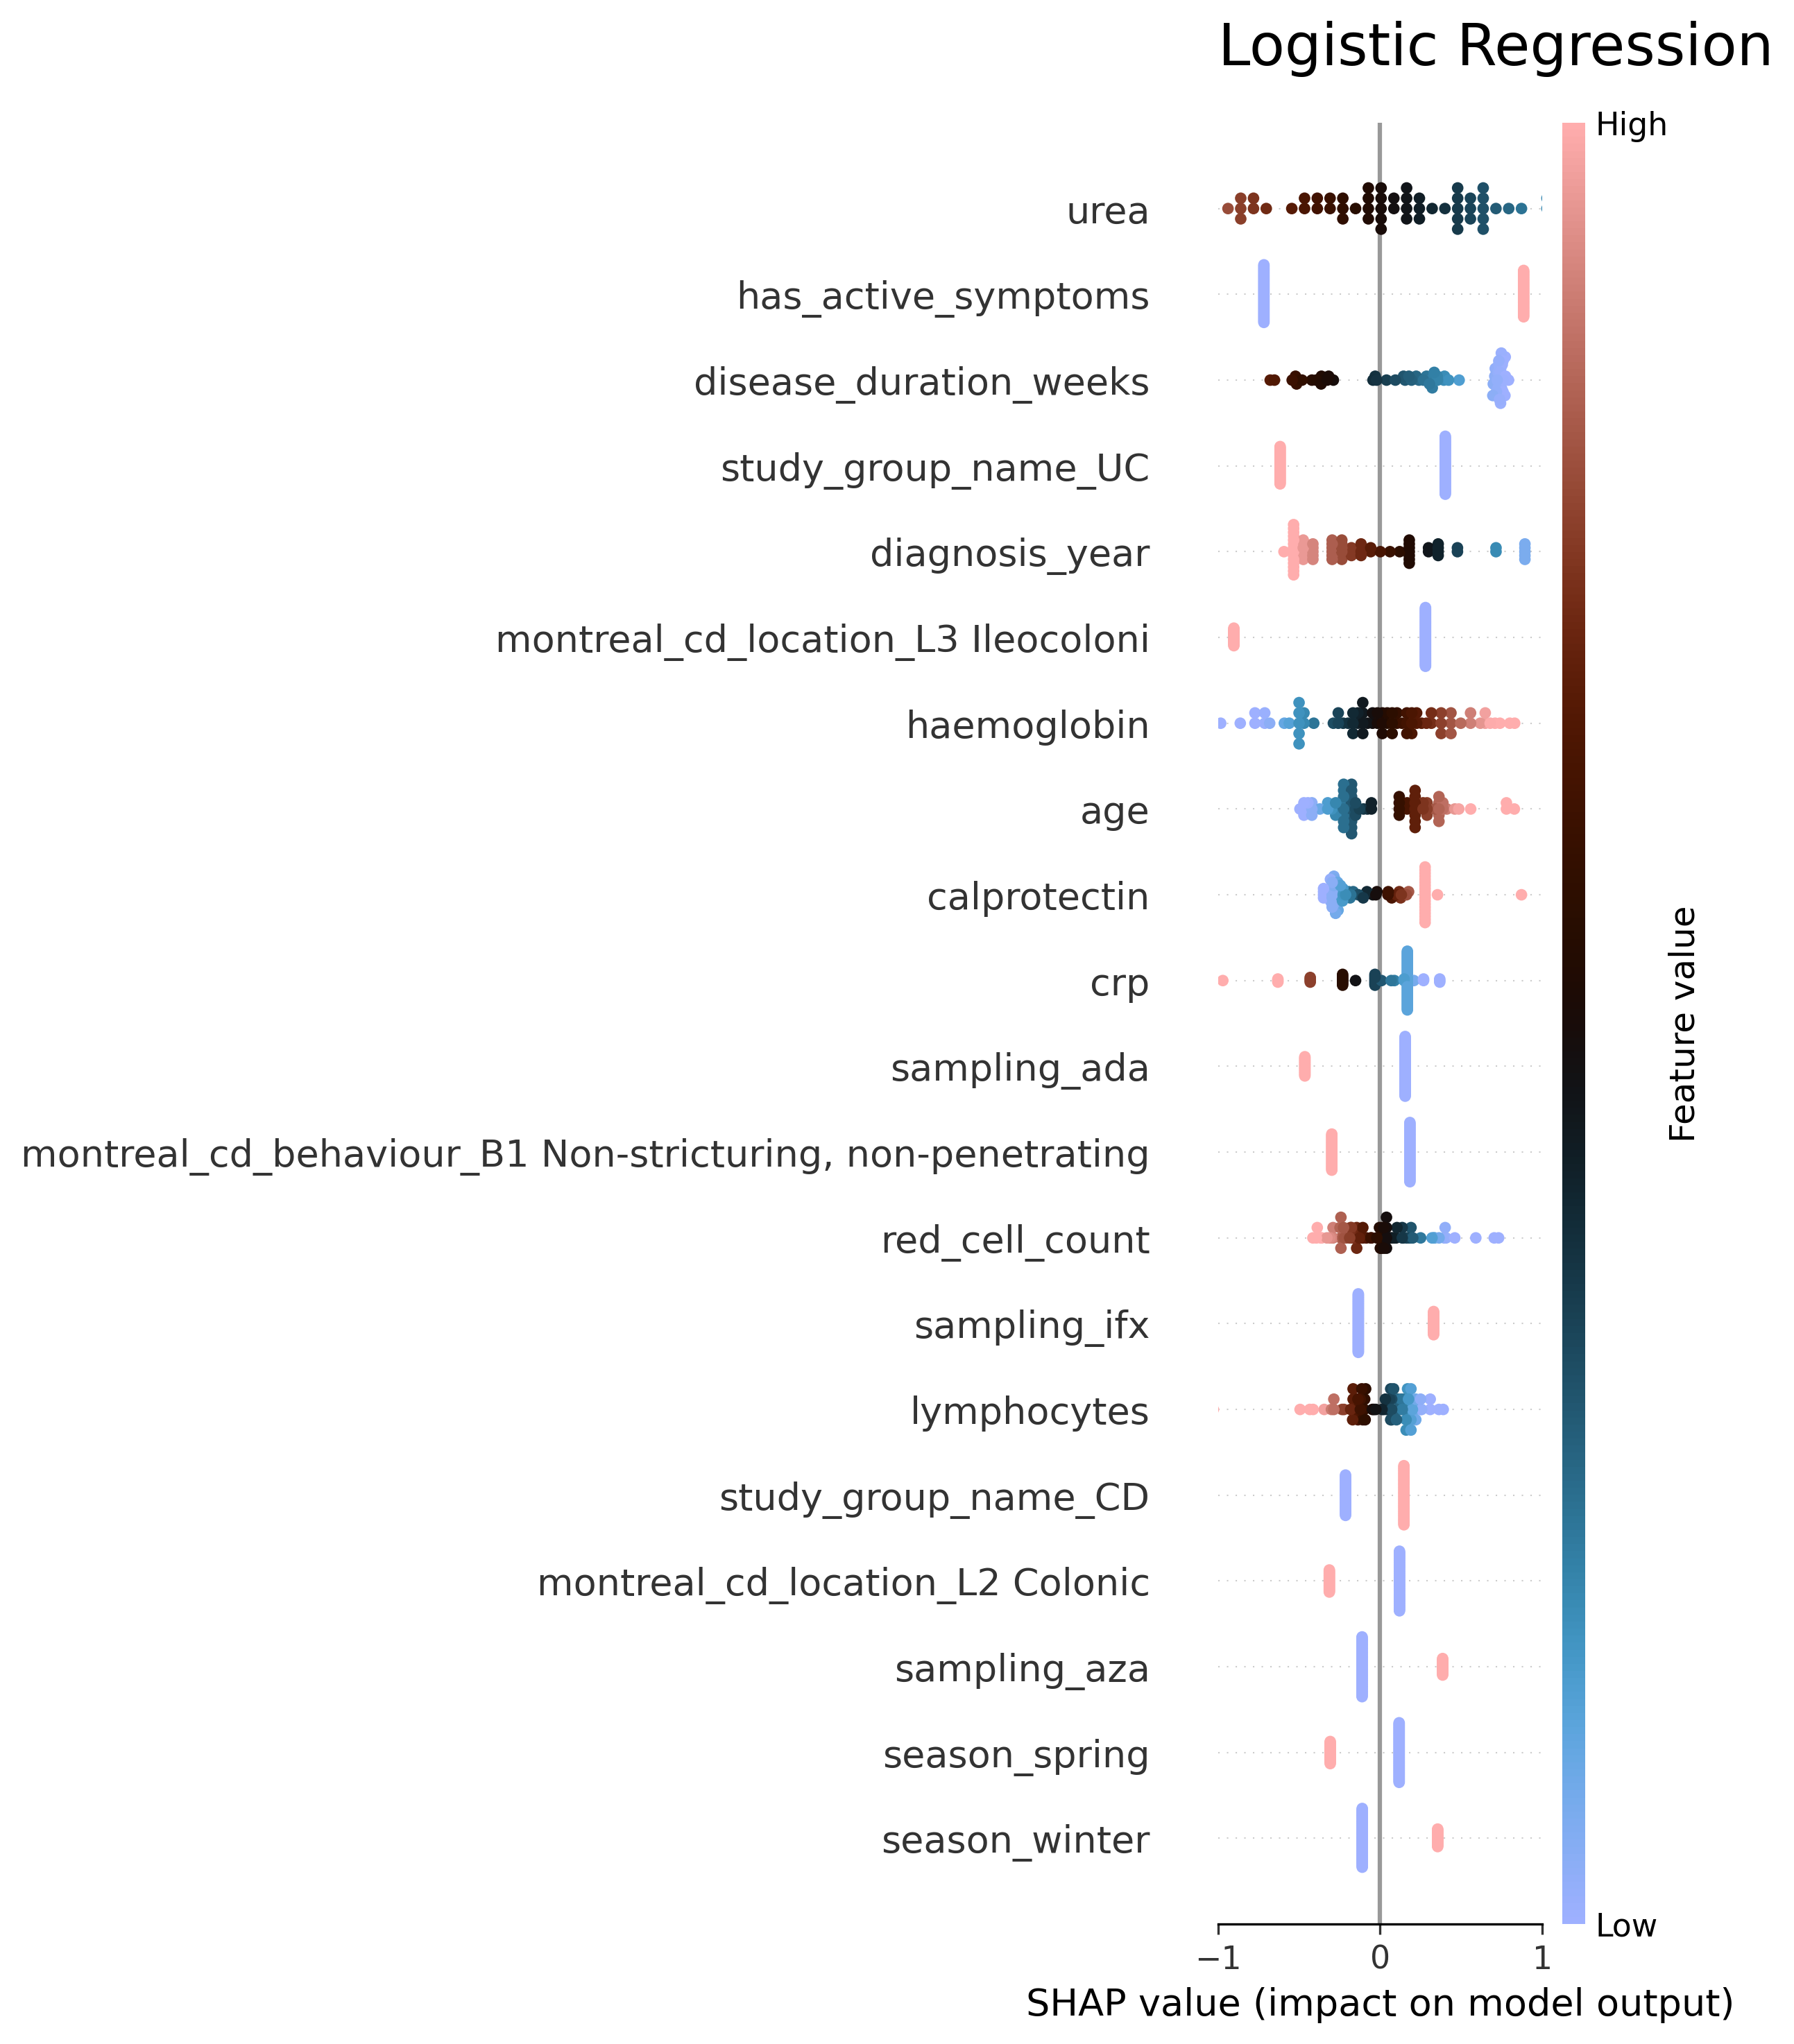 Logistic Regression
High
urea
has_active_symptoms
disease_duration_weeks
study_group_name_UC
diagnosis_year
montreal_cd_location_L3 Ileocoloni
haemoglobin
age
calprotectin
crp
sampling_ada
montreal_cd_behaviour_B1 Non-stricturing, non-penetrating
red_cell_count
sampling_ifx
lymphocytes
study_group_name_CD
montreal_cd_location_L2 Colonic
sampling_aza
season_spring
season_winter
Feature value
Low
−1 0 1
SHAP value (impact on model output)